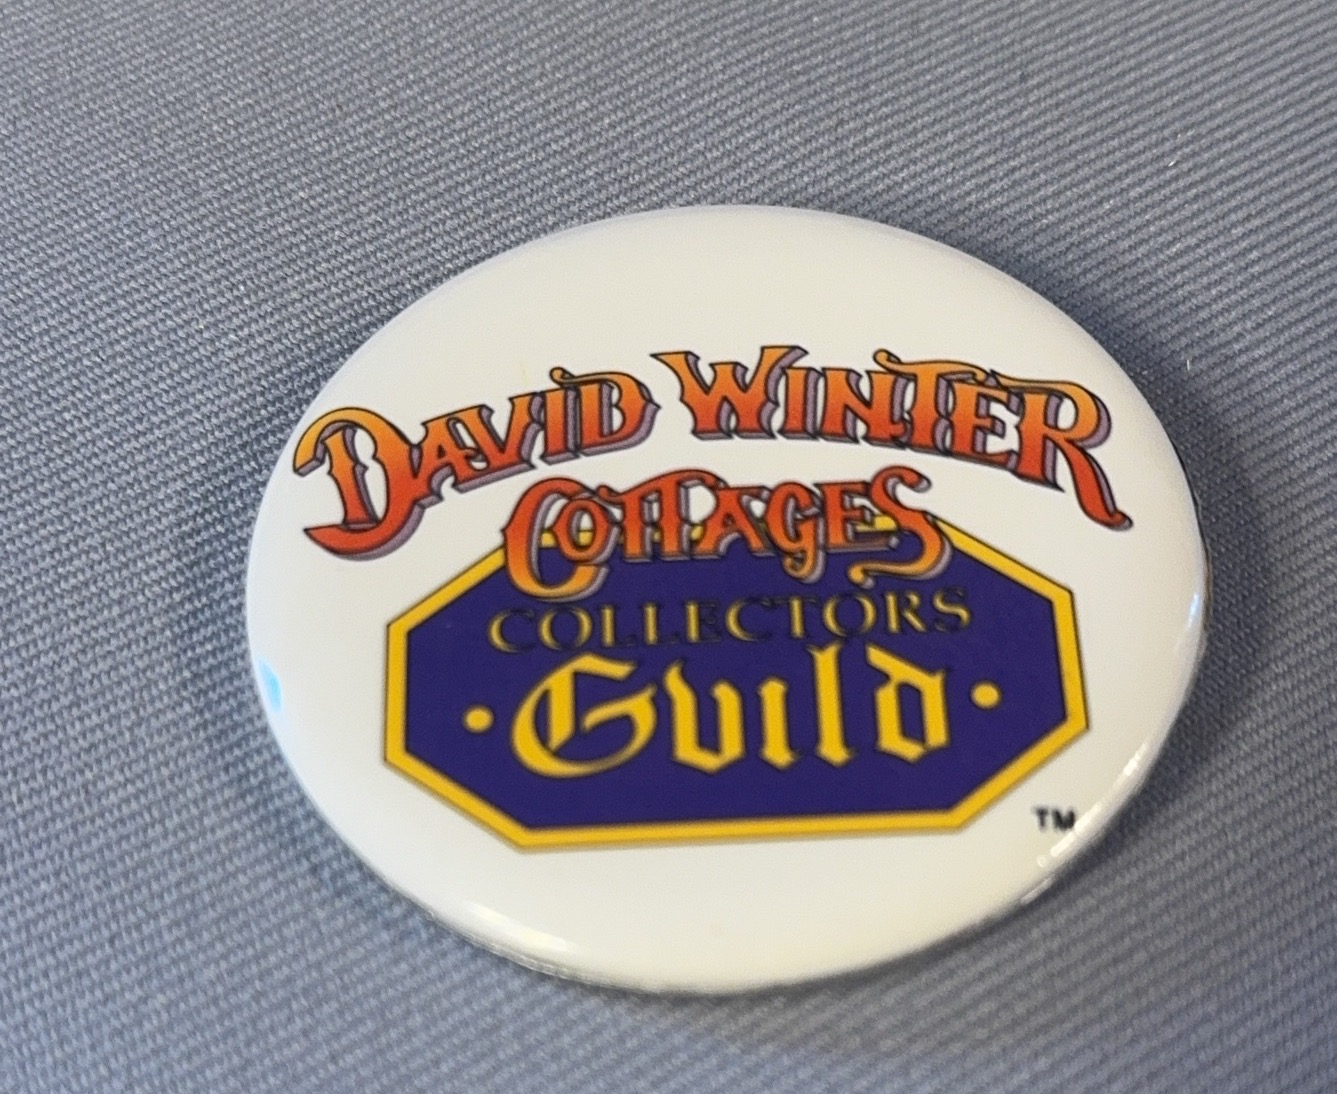 DAVID WINTER
COTTAGES
COLLECTORS
• Guild •
TM